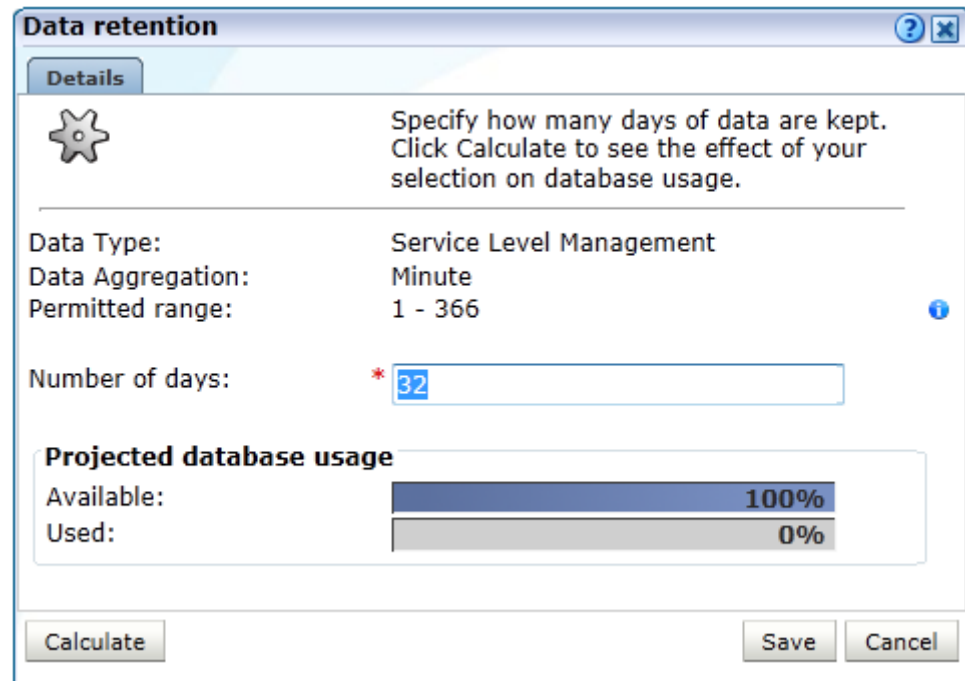 Data retention
Details
Specify how many days of data are kept.
Click Calculate to see the effect of your
selection on database usage.
Data Type: Service Level Management
Data Aggregation: Minute
Permitted range: 1 - 366
Number of days: * 32
Projected database usage
Available: 100%
Used: 0%
Calculate Save Cancel